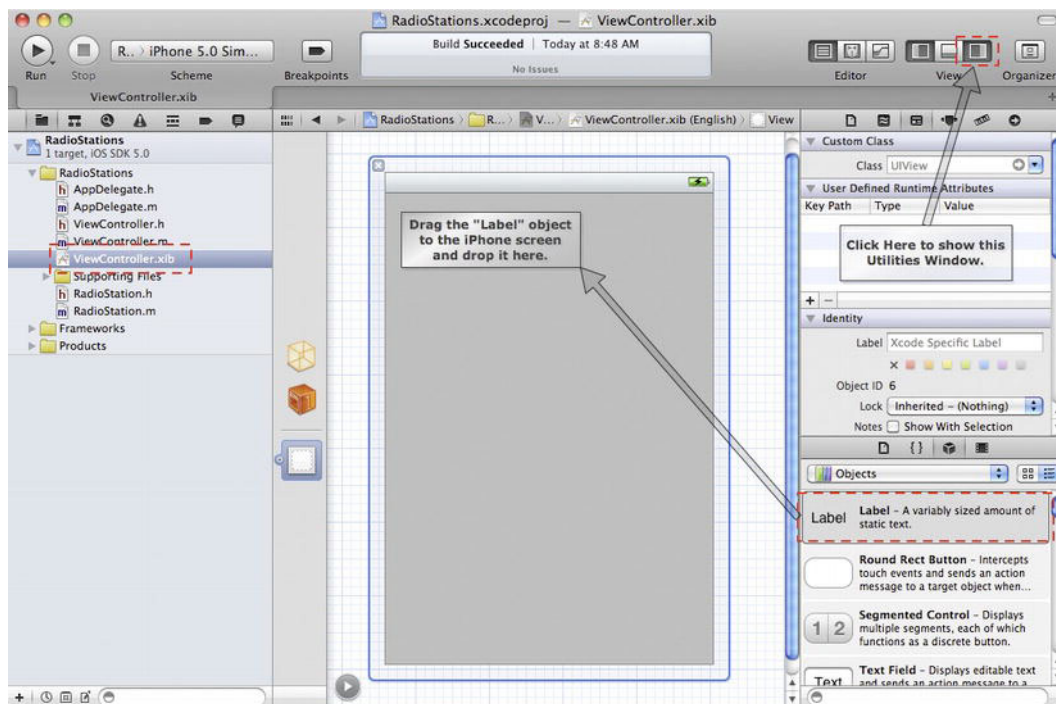 RadioStations.xcodeproj — ViewController.xib
R.. › iPhone 5.0 Sim...
Build Succeeded | Today at 8:48 AM
No Issues
Run Stop Scheme Breakpoints
Editor View Organizer
ViewController.xib
RadioStations
1 target, iOS SDK 5.0
RadioStations
AppDelegate.h
AppDelegate.m
ViewController.h
ViewController.m
ViewController.xib
Supporting Files
RadioStation.h
RadioStation.m
Frameworks
Products
RadioStations › R... › V... › ViewController.xib (English) › View
Drag the "Label" object
to the iPhone screen
and drop it here.
Custom Class
Class UIView
User Defined Runtime Attributes
Key Path Type Value
Click Here to show this
Utilities Window.
Identity
Label Xcode Specific Label
Object ID 6
Lock Inherited – (Nothing)
Notes Show With Selection
Objects
Label
Label – A variably sized amount of
static text.
Round Rect Button – Intercepts
touch events and sends an action
message to a target object when...
1 2
Segmented Control – Displays
multiple segments, each of which
functions as a discrete button.
Text
Text Field – Displays editable text
and sends an action message to a